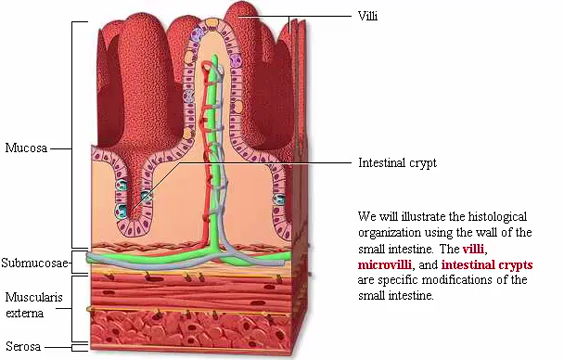 Villi
Mucosa
Intestinal crypt
We will illustrate the histological
organization using the wall of the
small intestine. The villi,
microvilli, and intestinal crypts
are specific modifications of the
small intestine.
Submucosae
Muscularis
externa
Serosa